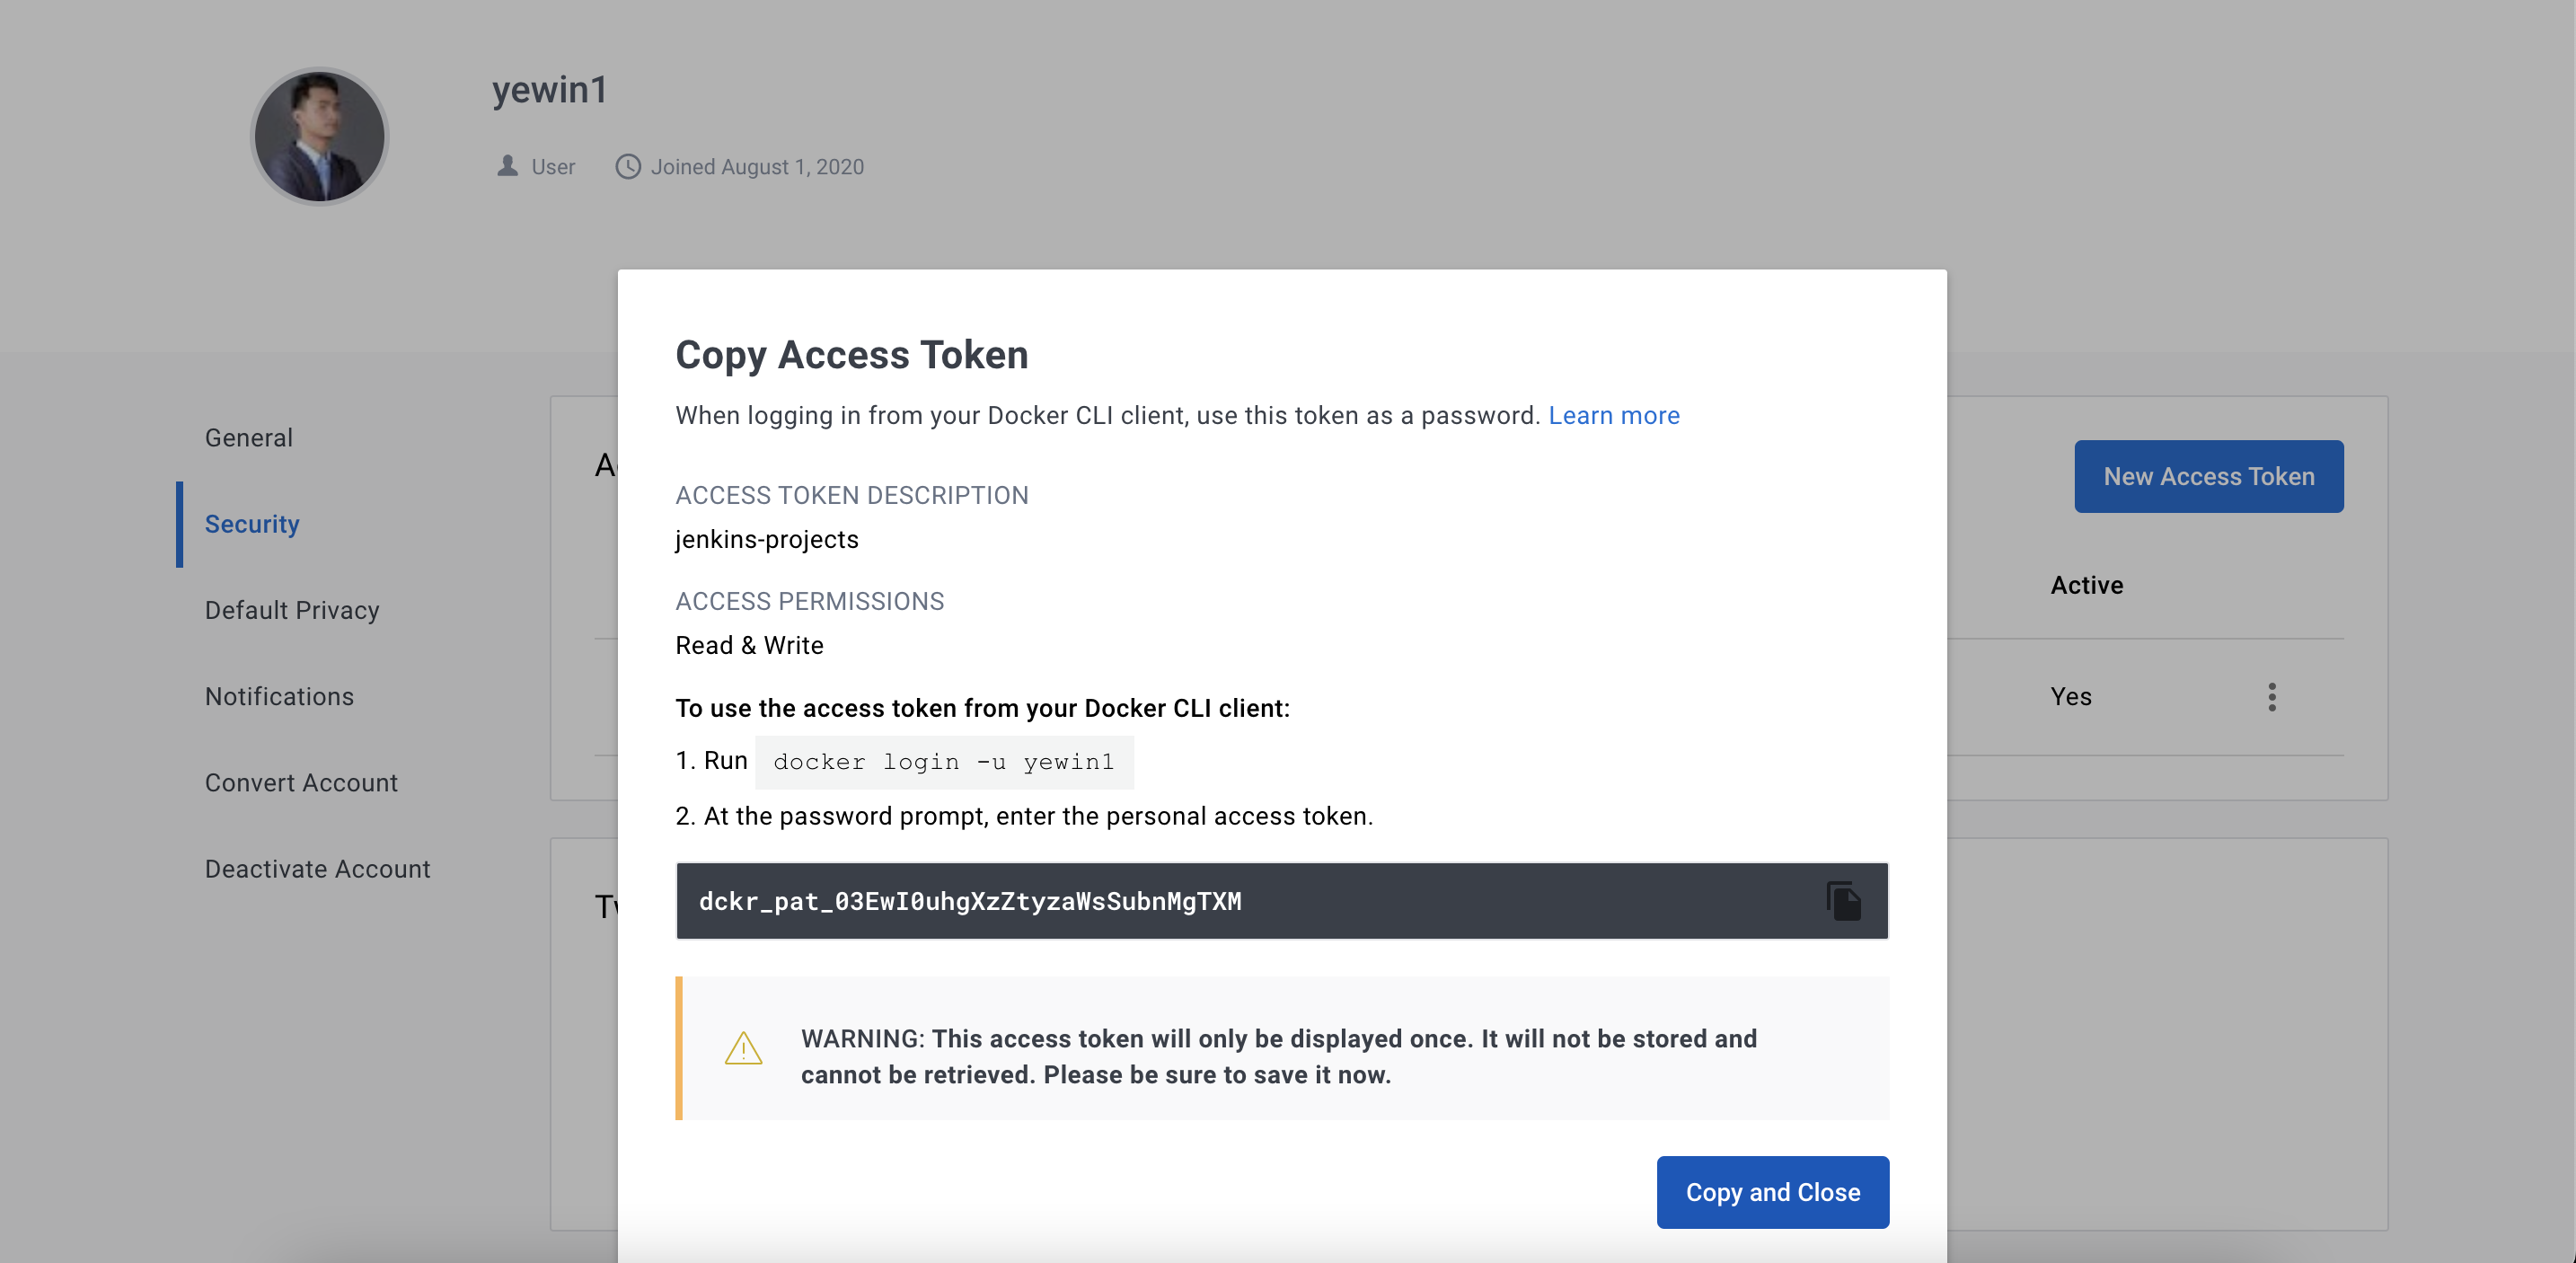 yewin1
User
Joined August 1, 2020
Copy Access Token
When logging in from your Docker CLI client, use this token as a password. Learn more
General
Security
Default Privacy
Notifications
Convert Account
Deactivate Account
New Access Token
ACCESS TOKEN DESCRIPTION
jenkins-projects
Active
ACCESS PERMISSIONS
Read & Write
Yes
To use the access token from your Docker CLI client:
1. Run docker login -u yewin1
2. At the password prompt, enter the personal access token.
dckr_pat_03EwI0uhgXzZtyzaWsSubnMgTXM
WARNING: This access token will only be displayed once. It will not be stored and
cannot be retrieved. Please be sure to save it now.
Copy and Close